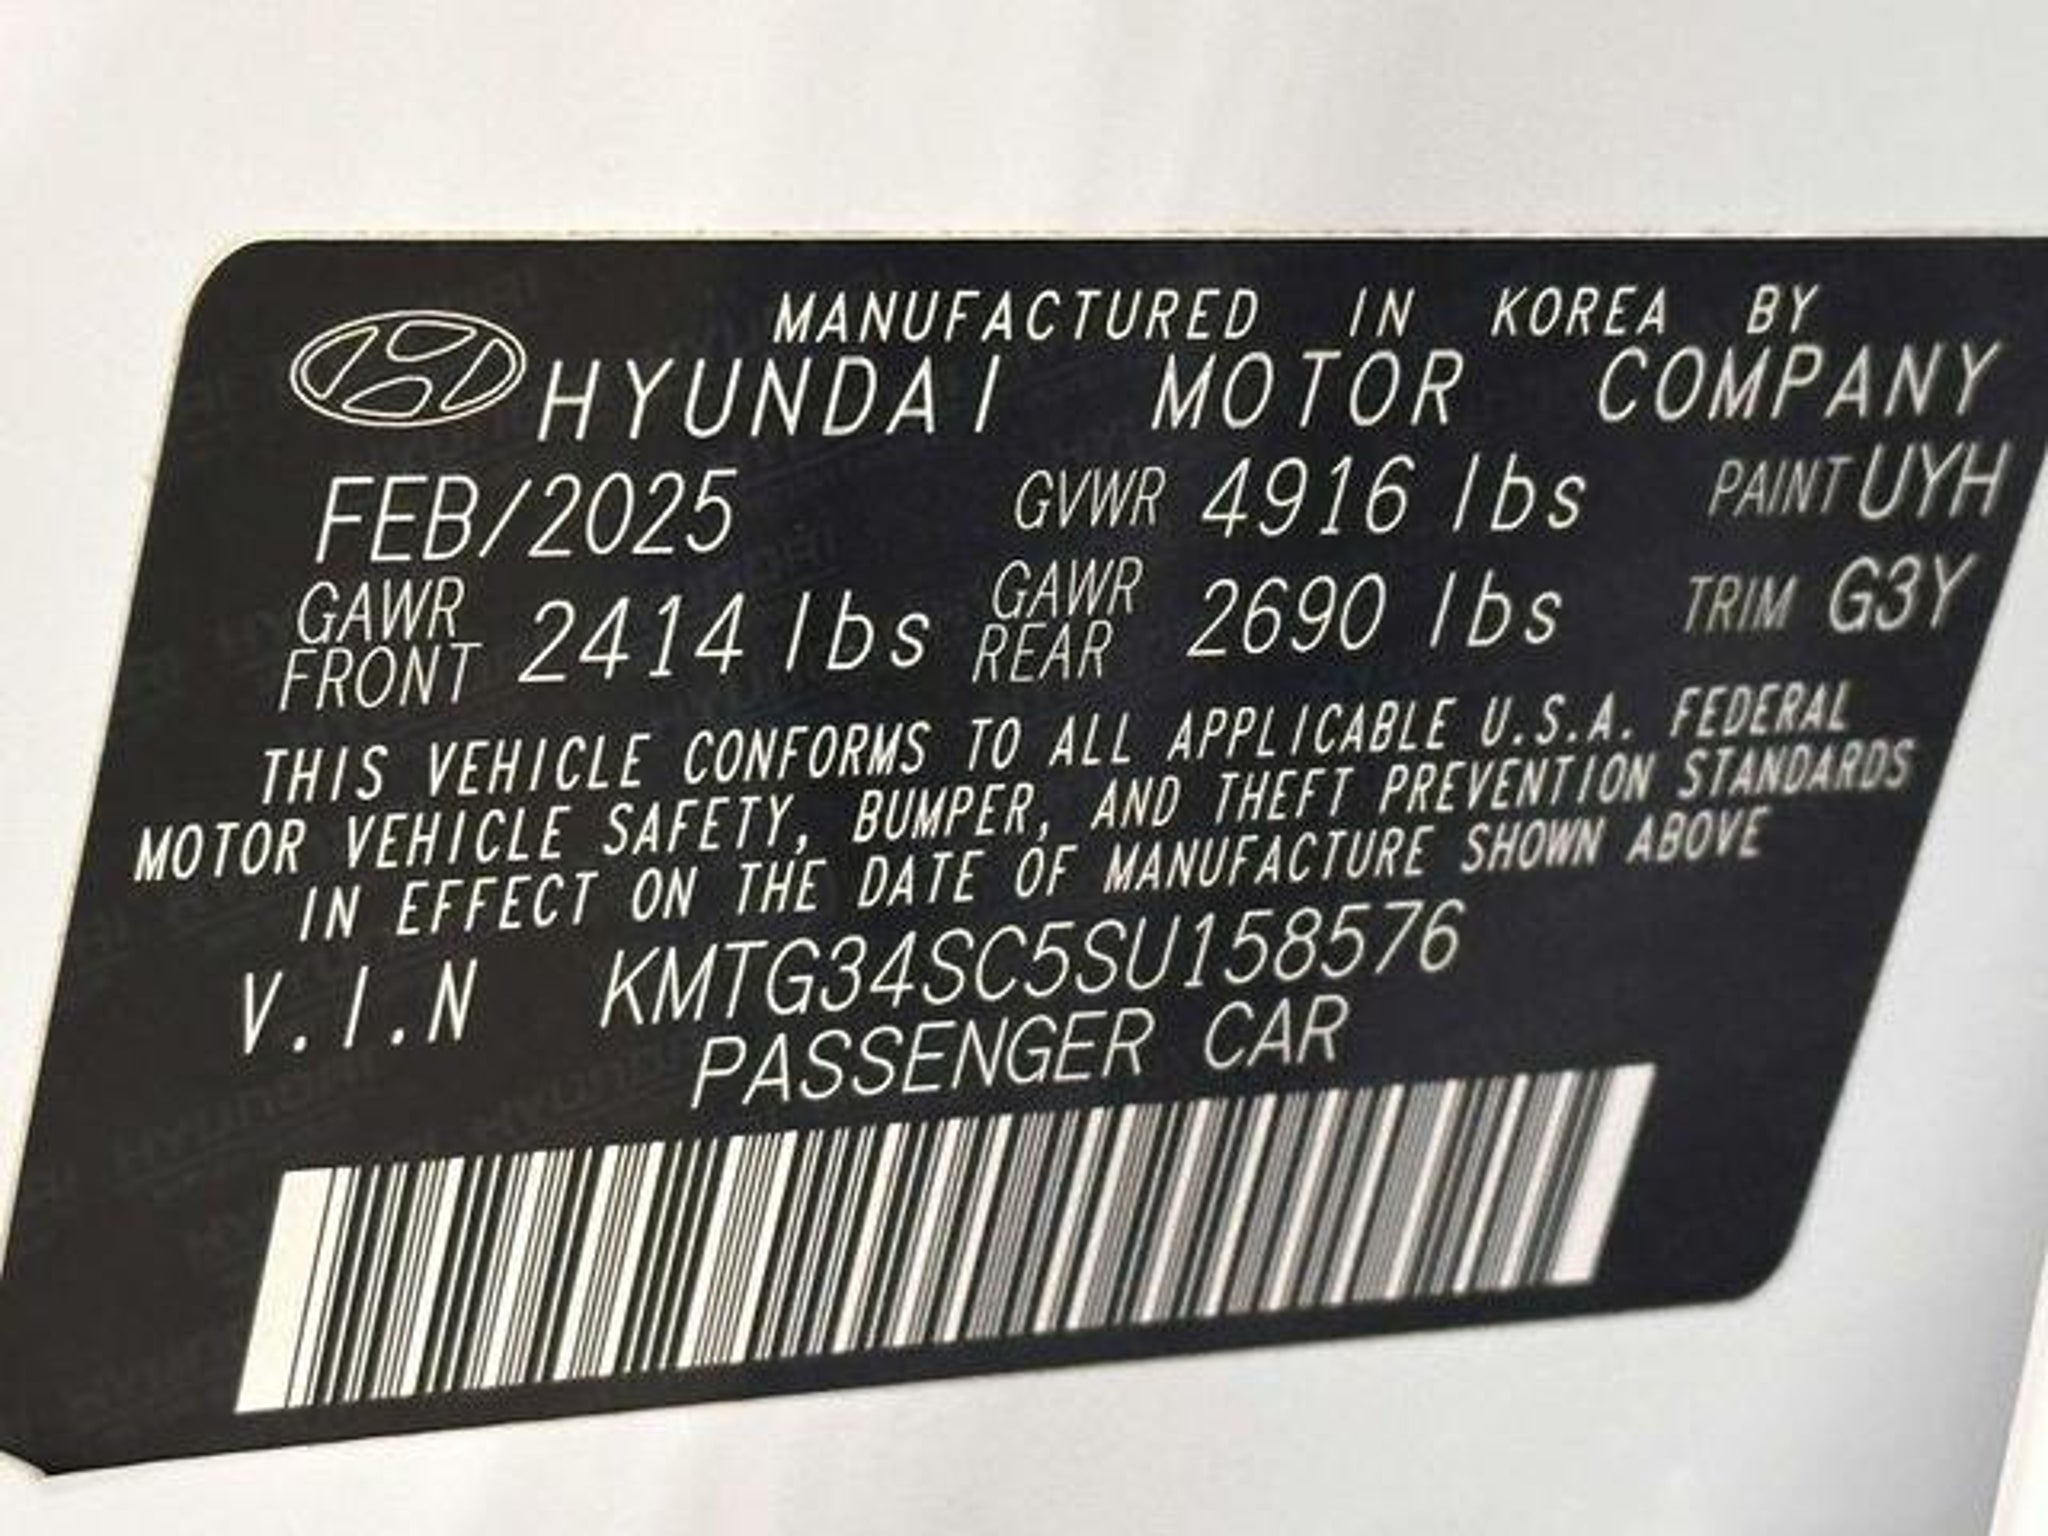 MANUFACTURED IN KOREA BY
HYUNDAI MOTOR COMPANY
FEB/2025 GVWR 4916 lbs PAINT UYH
GAWR FRONT 2414 lbs GAWR REAR 2690 lbs TRIM G3Y
THIS VEHICLE CONFORMS TO ALL APPLICABLE U.S.A. FEDERAL
MOTOR VEHICLE SAFETY, BUMPER, AND THEFT PREVENTION STANDARDS
IN EFFECT ON THE DATE OF MANUFACTURE SHOWN ABOVE
V.I.N KMTG34SC5SU158576
PASSENGER CAR